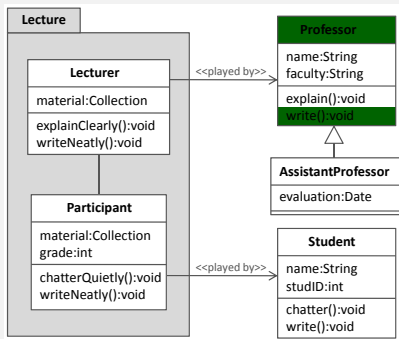 Lecture
Lecturer
material:Collection
explainClearly():void
writeNeatly():void
Participant
material:Collection
grade:int
chatterQuietly():void
writeNeatly():void
<<played by>>
<<played by>>
Professor
name:String
faculty:String
explain():void
write():void
AssistantProfessor
evaluation:Date
Student
name:String
studID:int
chatter():void
write():void